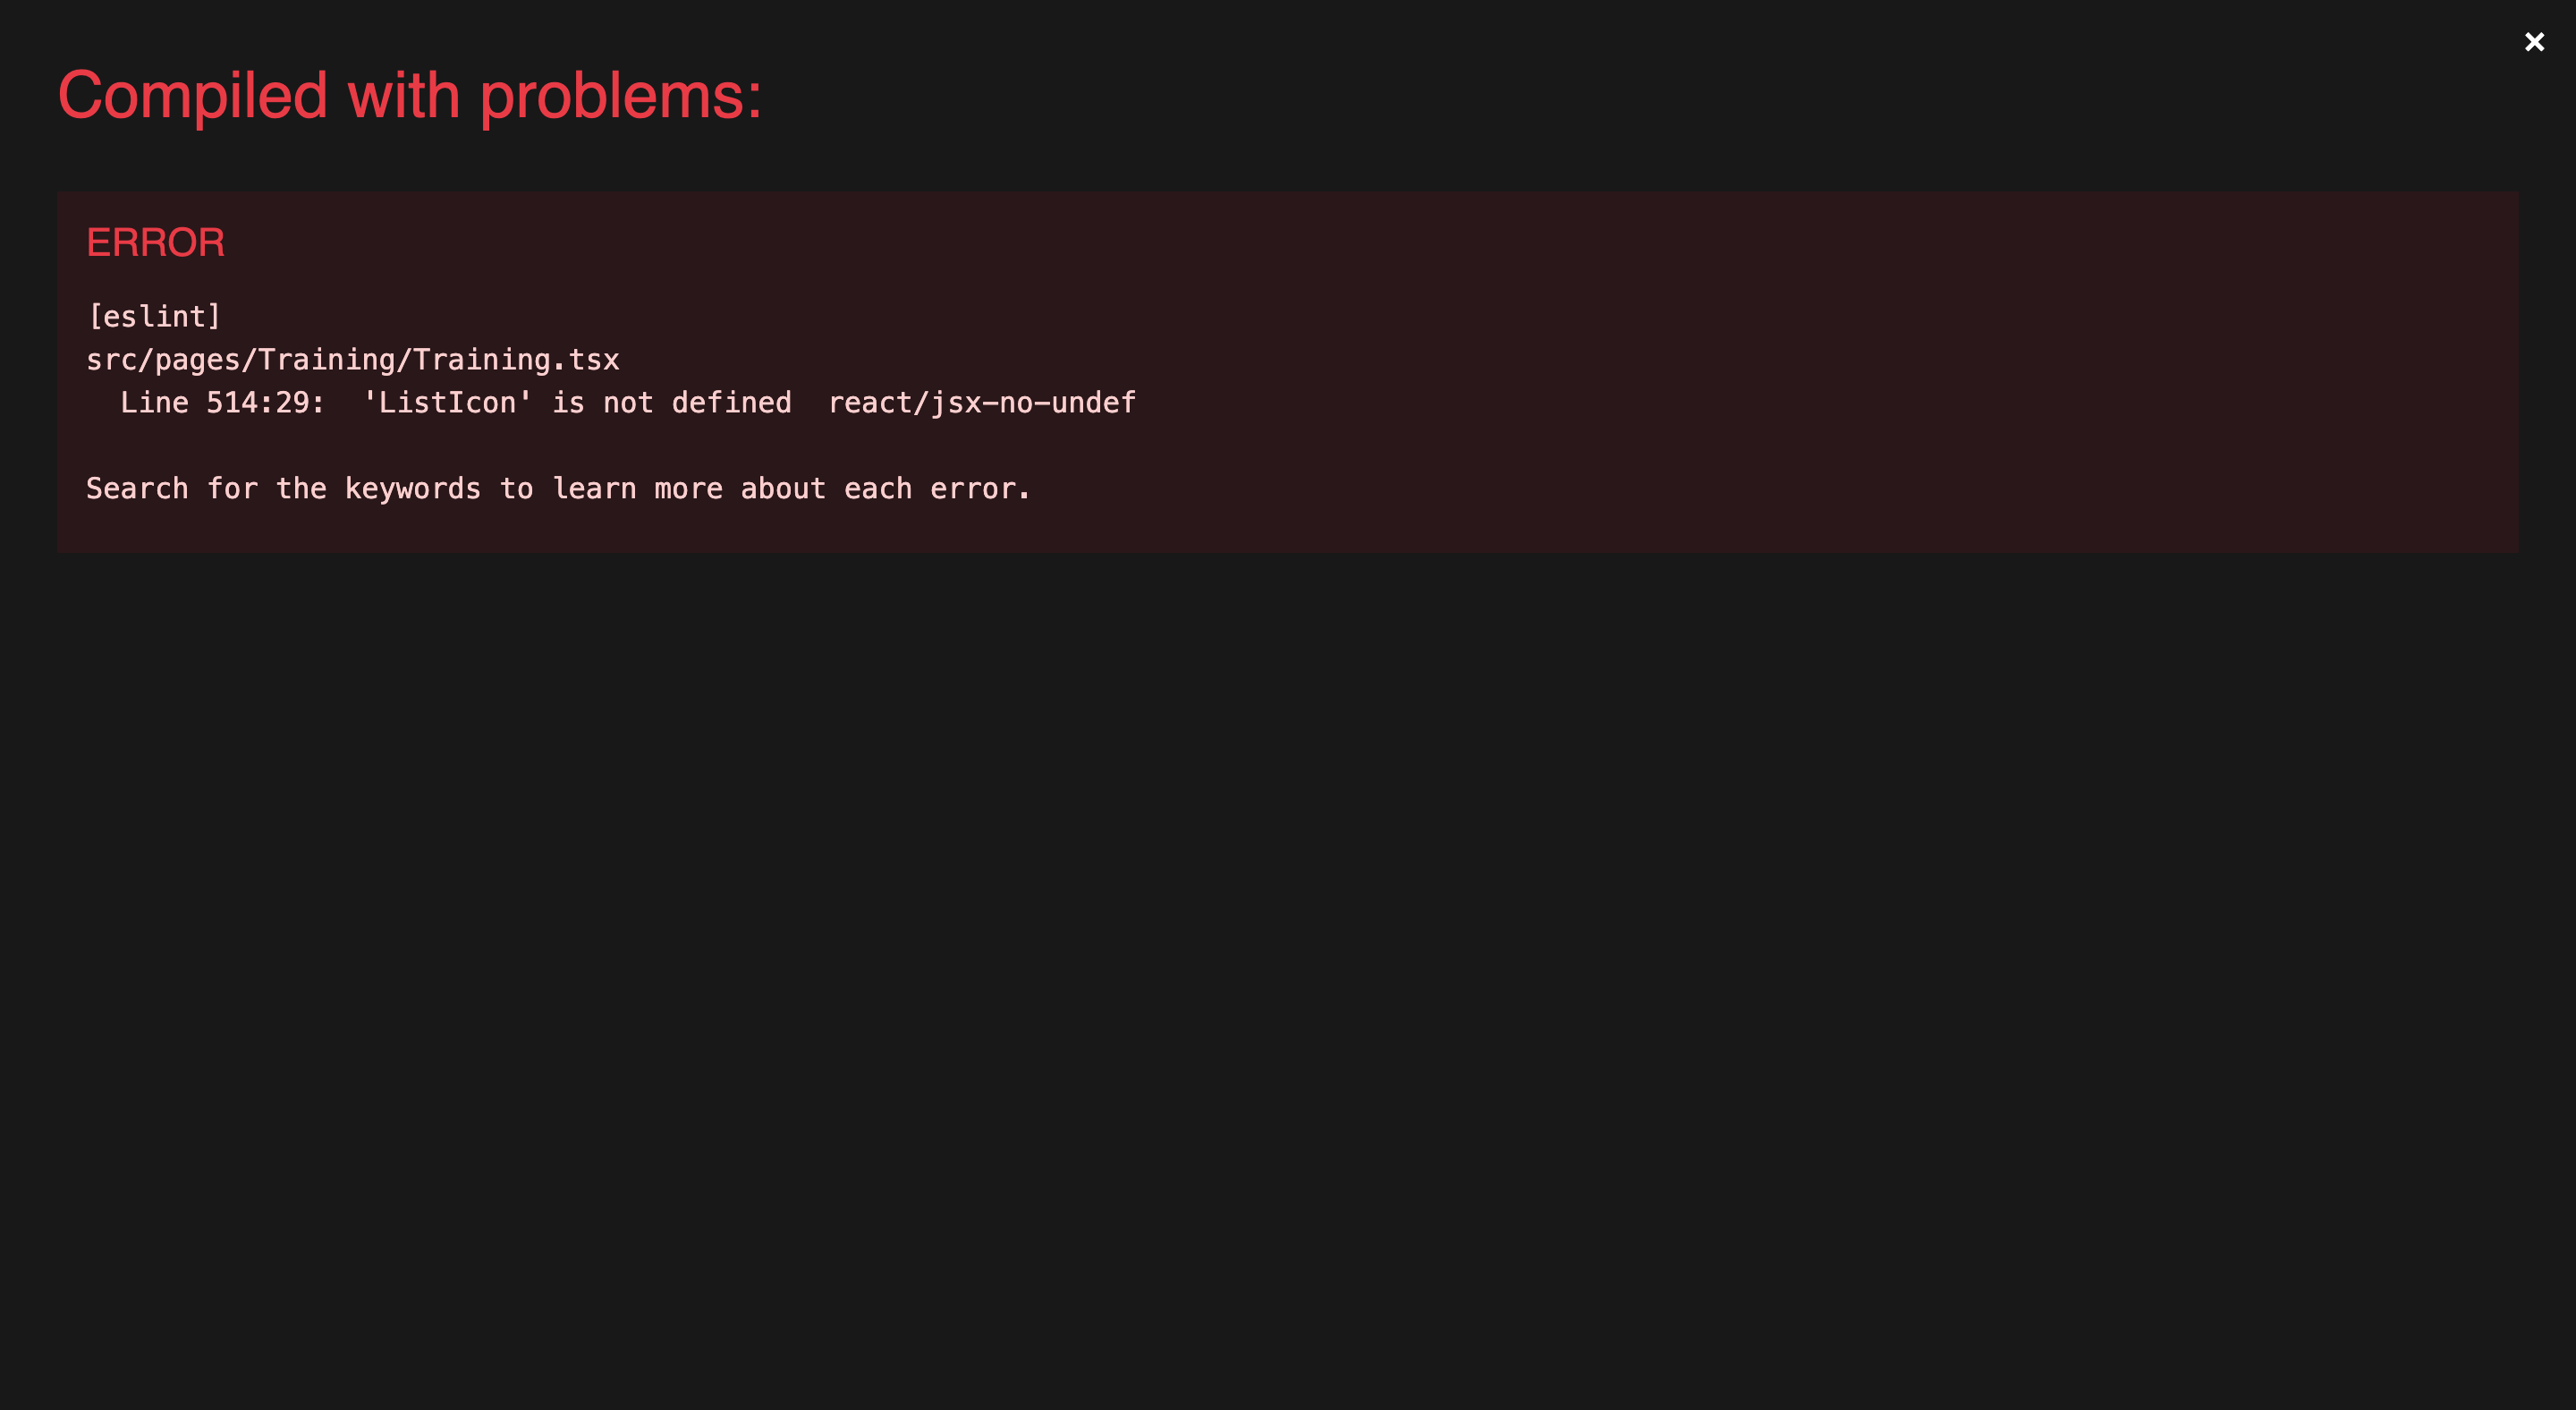 ×
Compiled with problems:
ERROR
[eslint]
src/pages/Training/Training.tsx
  Line 514:29:  'ListIcon' is not defined  react/jsx-no-undef
Search for the keywords to learn more about each error.